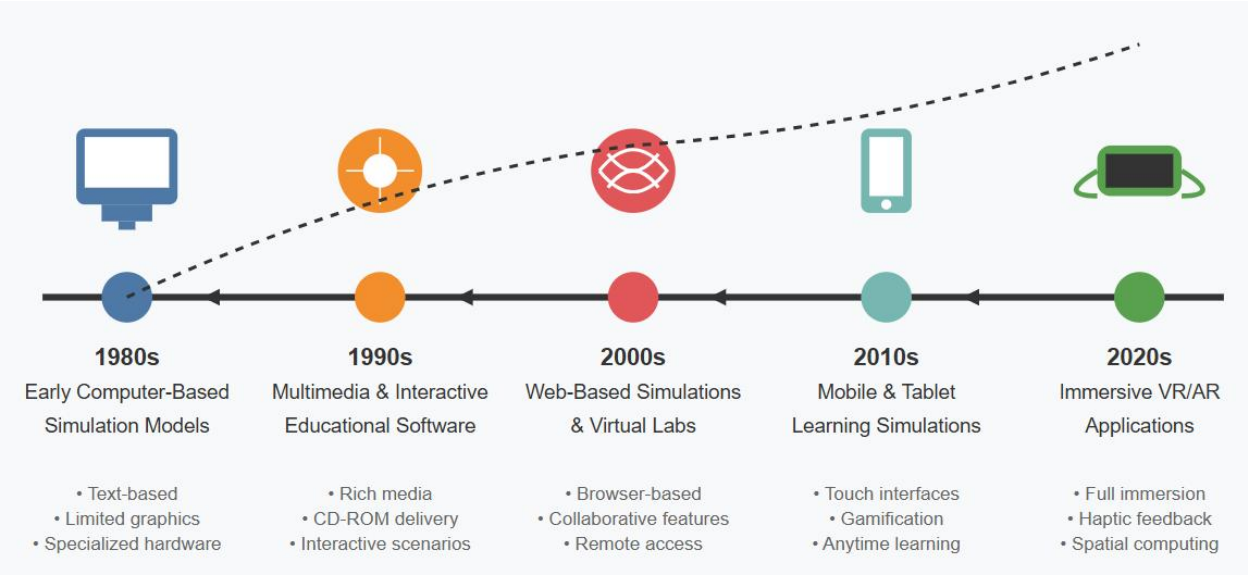 1980s
Early Computer-Based
Simulation Models
• Text-based
• Limited graphics
• Specialized hardware
1990s
Multimedia & Interactive
Educational Software
• Rich media
• CD-ROM delivery
• Interactive scenarios
2000s
Web-Based Simulations
& Virtual Labs
• Browser-based
• Collaborative features
• Remote access
2010s
Mobile & Tablet
Learning Simulations
• Touch interfaces
• Gamification
• Anytime learning
2020s
Immersive VR/AR
Applications
• Full immersion
• Haptic feedback
• Spatial computing